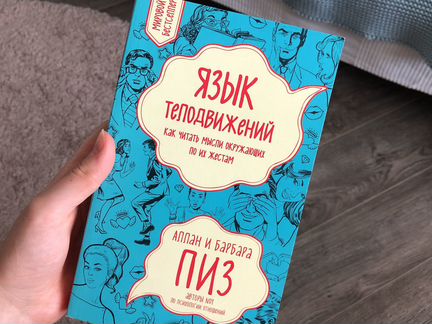 МИРОВОЙ
БЕСТСЕЛЛЕР
ЯЗЫК
ТЕЛОДВИЖЕНИЙ
КАК ЧИТАТЬ МЫСЛИ ОКРУЖАЮЩИХ
ПО ИХ ЖЕСТАМ
АЛЛАН И БАРБАРА
ПИЗ
АВТОРЫ №1
ПО ПСИХОЛОГИИ ОТНОШЕНИЙ